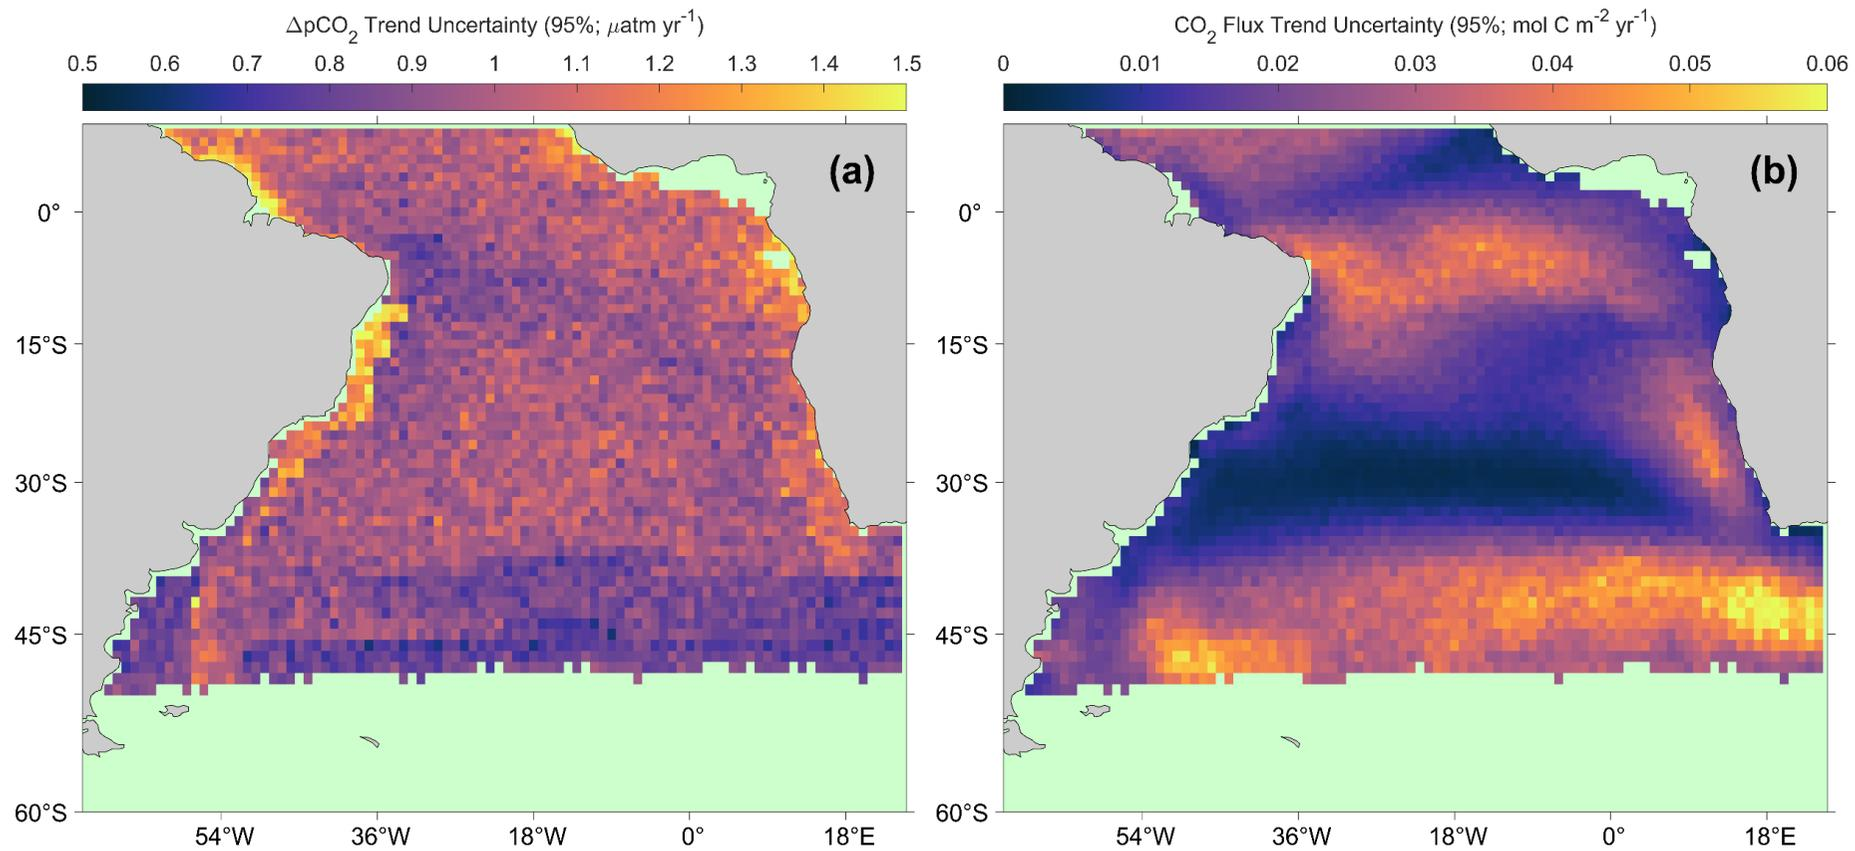 ΔpCO₂ Trend Uncertainty (95%; μatm yr⁻¹)
0.5 0.6 0.7 0.8 0.9 1 1.1 1.2 1.3 1.4 1.5
(a)
0°
15°S
30°S
45°S
60°S
54°W 36°W 18°W 0° 18°E
CO₂ Flux Trend Uncertainty (95%; mol C m⁻² yr⁻¹)
0 0.01 0.02 0.03 0.04 0.05 0.06
(b)
0°
15°S
30°S
45°S
60°S
54°W 36°W 18°W 0° 18°E